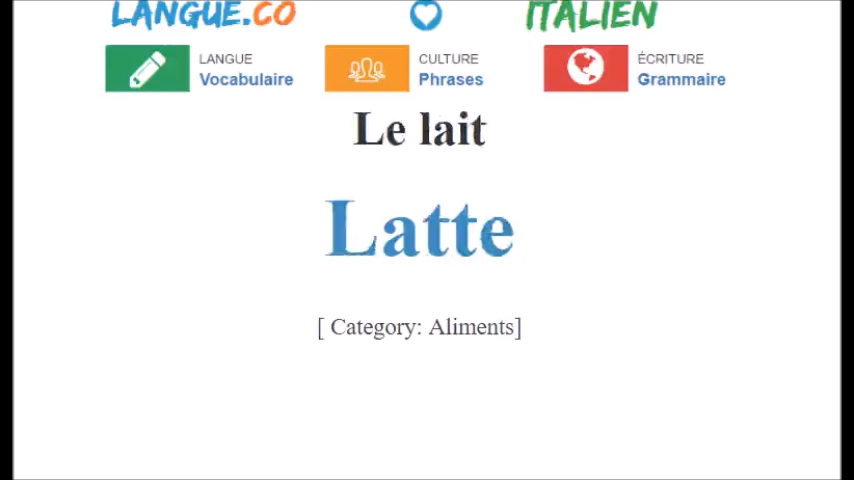 LANGUE.CO ITALIEN
LANGUE CULTURE ÉCRITURE
Vocabulaire Phrases Grammaire
Le lait
Latte
[ Category: Aliments]